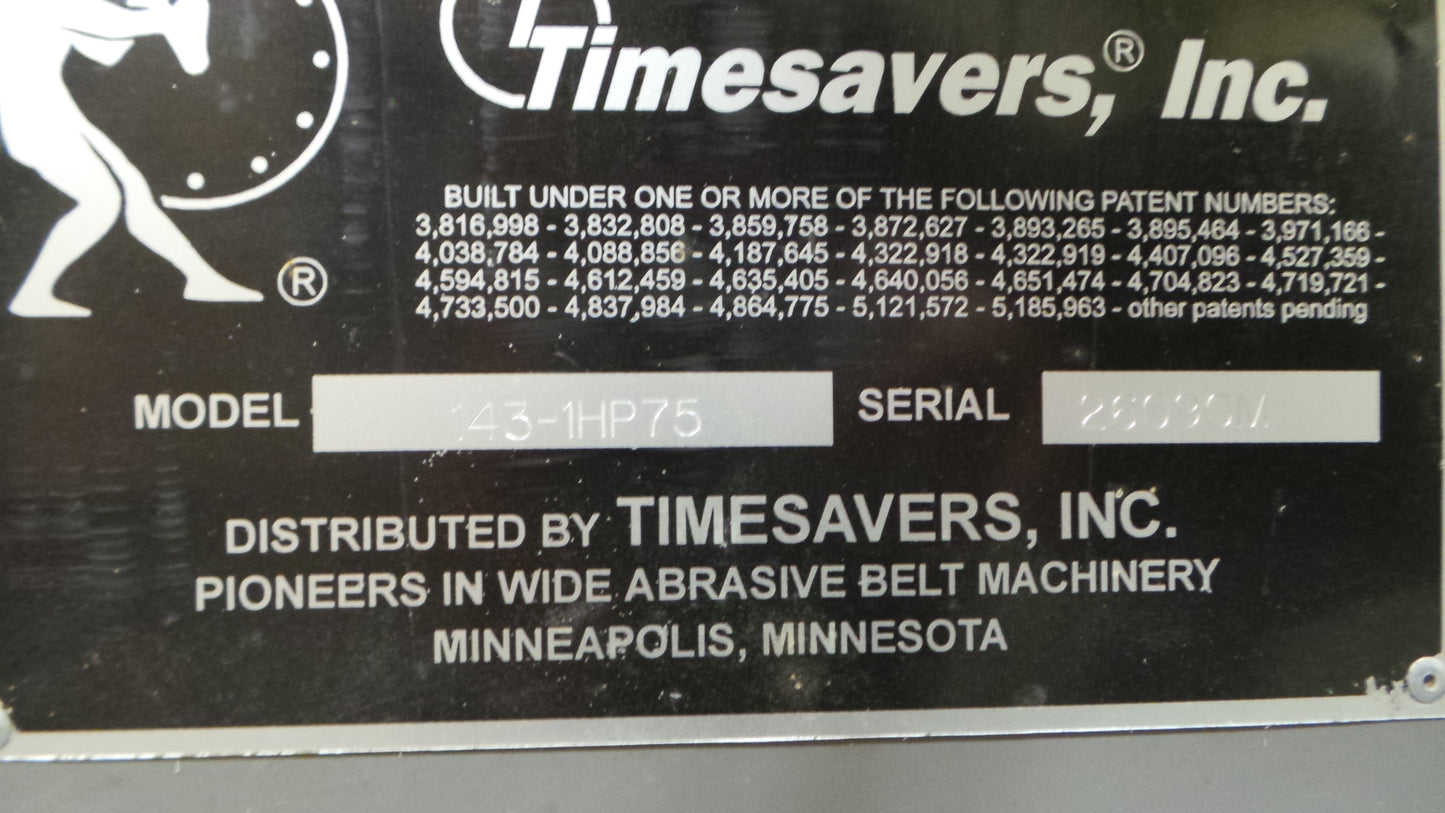 Timesavers,® Inc.
BUILT UNDER ONE OR MORE OF THE FOLLOWING PATENT NUMBERS:
3,816,998 - 3,832,808 - 3,859,758 - 3,872,627 - 3,893,265 - 3,895,464 - 3,971,166 -
4,038,784 - 4,088,856 - 4,187,645 - 4,322,918 - 4,322,919 - 4,407,096 - 4,527,359 -
4,594,815 - 4,612,459 - 4,635,405 - 4,640,056 - 4,651,474 - 4,704,823 - 4,719,721 -
4,733,500 - 4,837,984 - 4,864,775 - 5,121,572 - 5,185,963 - other patents pending
®
MODEL 143-1HP75 SERIAL
DISTRIBUTED BY TIMESAVERS, INC.
PIONEERS IN WIDE ABRASIVE BELT MACHINERY
MINNEAPOLIS, MINNESOTA